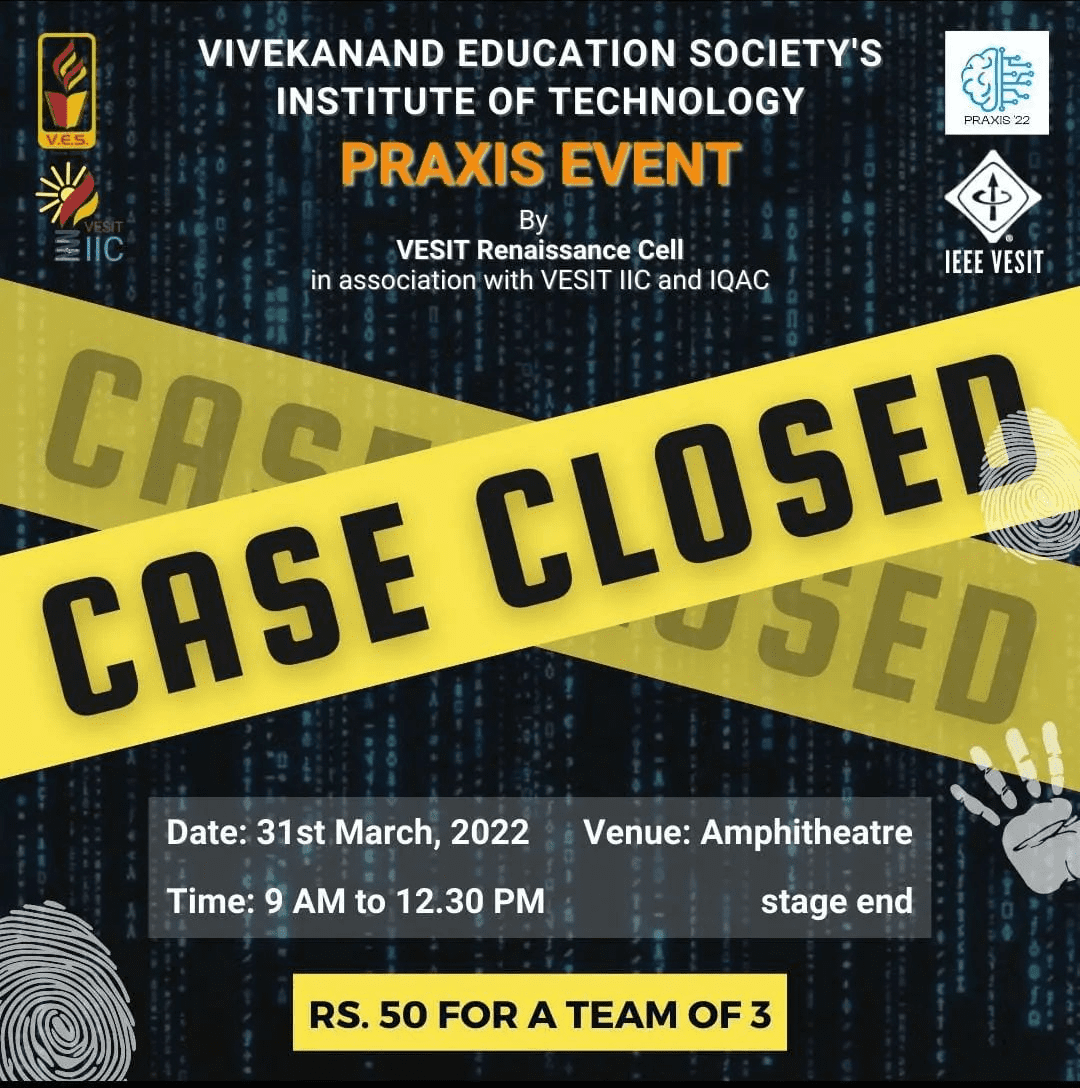 VIVEKANAND EDUCATION SOCIETY'S
INSTITUTE OF TECHNOLOGY
PRAXIS EVENT
By
VESIT Renaissance Cell
in association with VESIT IIC and IQAC
V.E.S.
VESIT
IIC
PRAXIS '22
IEEE VESIT
CASE CLOSED
CASE CLOSED
Date: 31st March, 2022
Venue: Amphitheatre
Time: 9 AM to 12.30 PM
stage end
RS. 50 FOR A TEAM OF 3